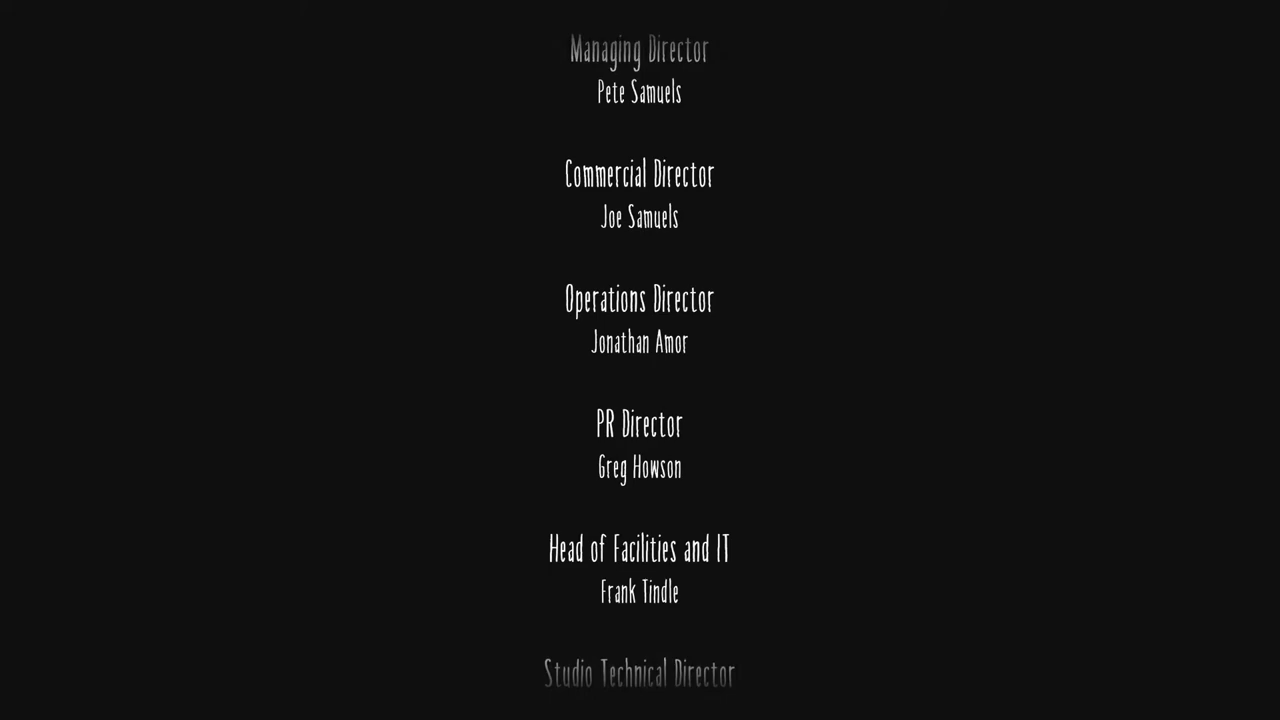 Managing Director
Pete Samuels
Commercial Director
Joe Samuels
Operations Director
Jonathan Amor
PR Director
Greg Howson
Head of Facilities and IT
Frank Tindle
Studio Technical Director